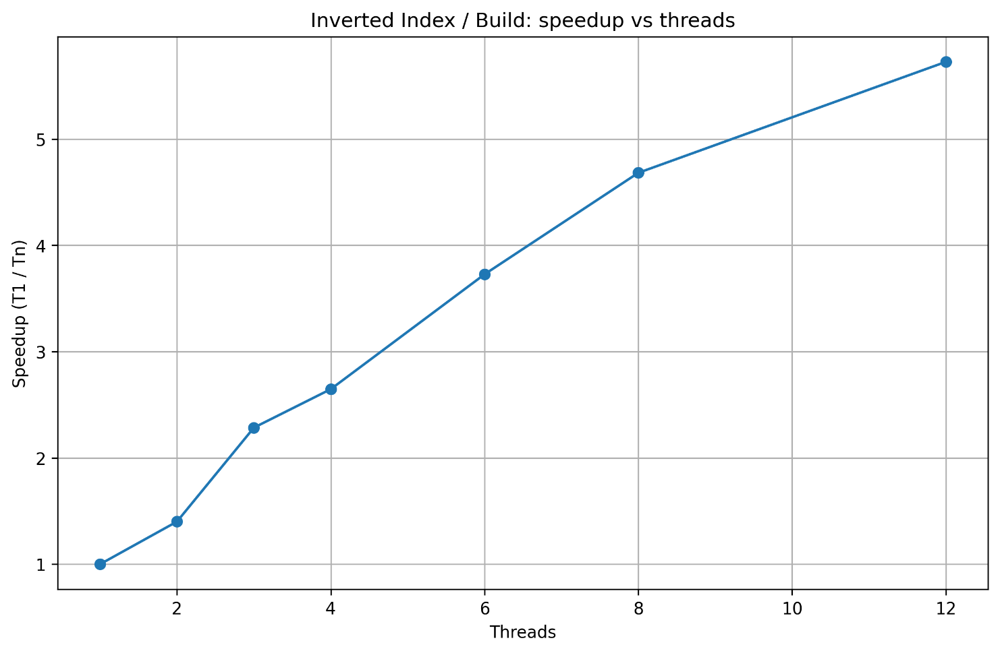 Inverted Index / Build: speedup vs threads
Speedup (T1 / Tn)
5
4
3
2
1
2 4 6 8 10 12
Threads